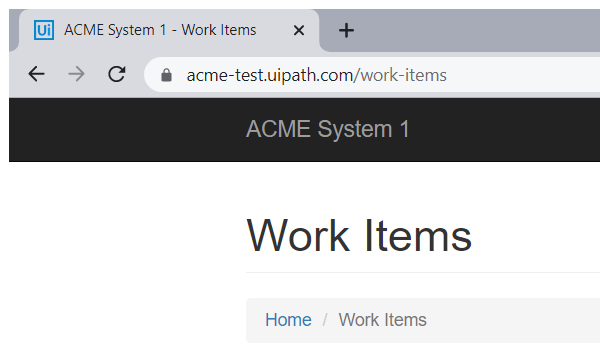 Ui ACME System 1 - Work Items
acme-test.uipath.com/work-items
ACME System 1
Work Items
Home / Work Items